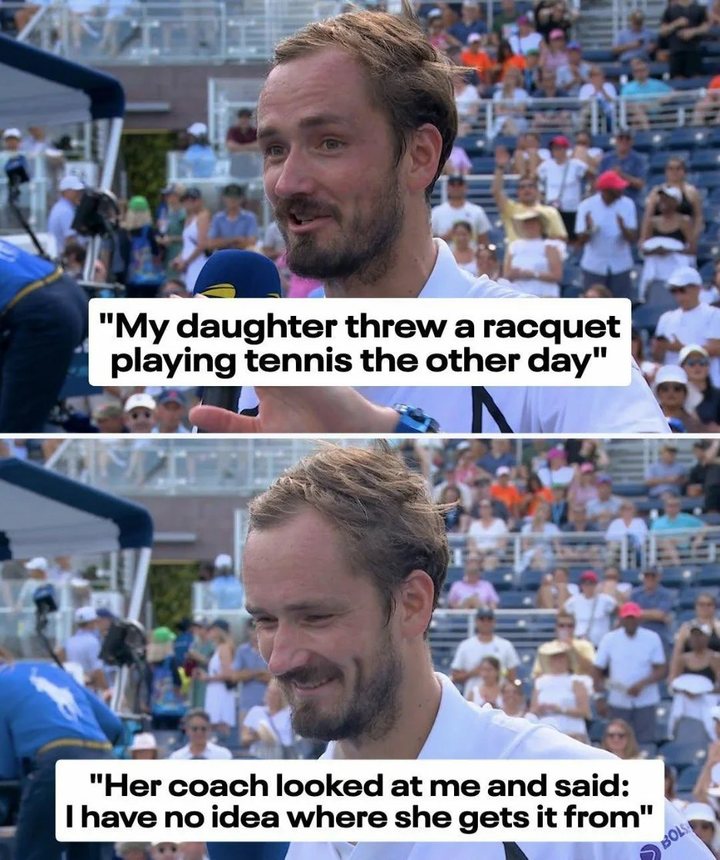 "My daughter threw a racquet
playing tennis the other day"
"Her coach looked at me and said:
I have no idea where she gets it from"
BOLS